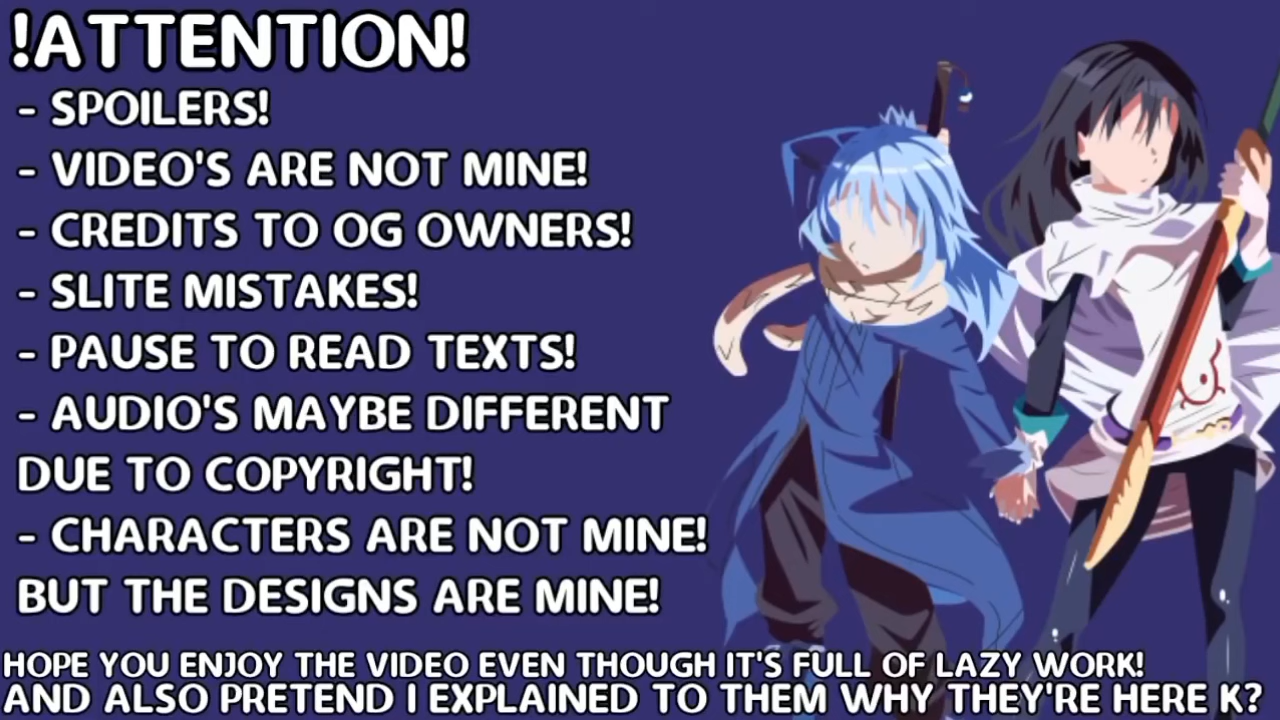 !ATTENTION!
- SPOILERS!
- VIDEO'S ARE NOT MINE!
- CREDITS TO OG OWNERS!
- SLITE MISTAKES!
- PAUSE TO READ TEXTS!
- AUDIO'S MAYBE DIFFERENT
DUE TO COPYRIGHT!
- CHARACTERS ARE NOT MINE!
BUT THE DESIGNS ARE MINE!
HOPE YOU ENJOY THE VIDEO EVEN THOUGH IT'S FULL OF LAZY WORK!
AND ALSO PRETEND I EXPLAINED TO THEM WHY THEY'RE HERE K?